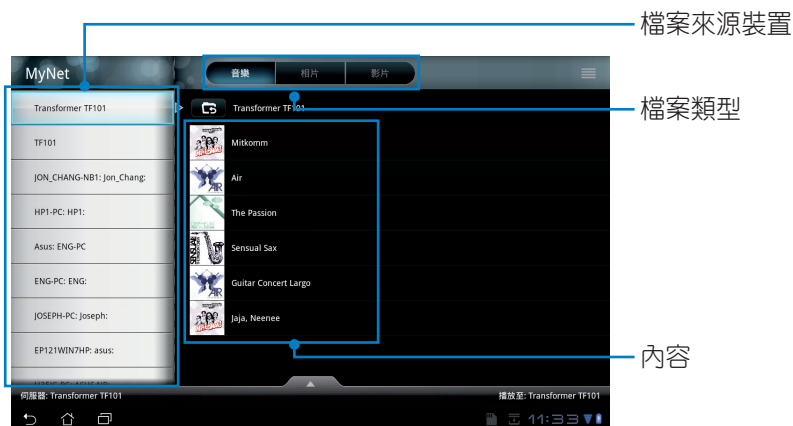 檔案來源裝置
MyNet
音樂
相片
影片
Transformer TF101
Transformer TF101
檔案類型
TF101
JON_CHANG-NB1: Jon_Chang:
HP1-PC: HP1:
Asus: ENG-PC
ENG-PC: ENG:
JOSEPH-PC: Joseph:
EP121WIN7HP: asus:
Mitkomm
Air
The Passion
Sensual Sax
Guitar Concert Largo
Jaja, Neenee
內容
伺服器: Transformer TF101
播放至: Transformer TF101
11:33